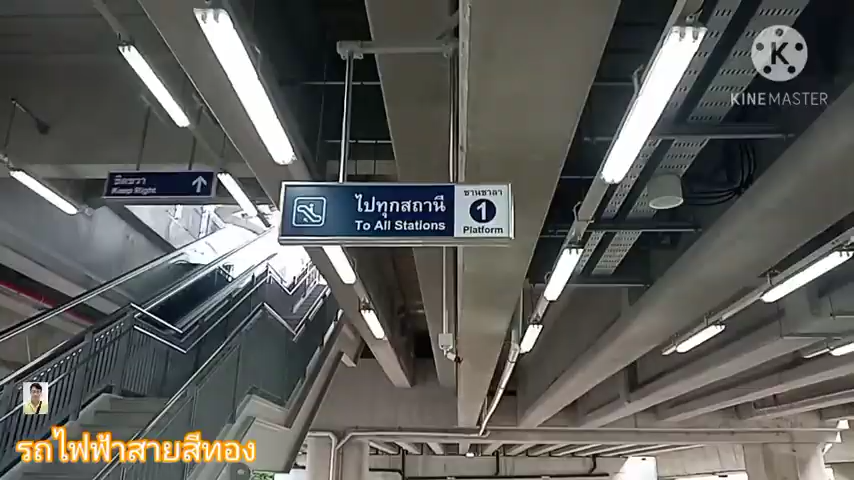 K
KINEMASTER
ชิดขวา
Keep Right
ไปทุกสถานี
To All Stations
ชานชาลา
1
Platform
รถไฟฟ้าสายสีทอง